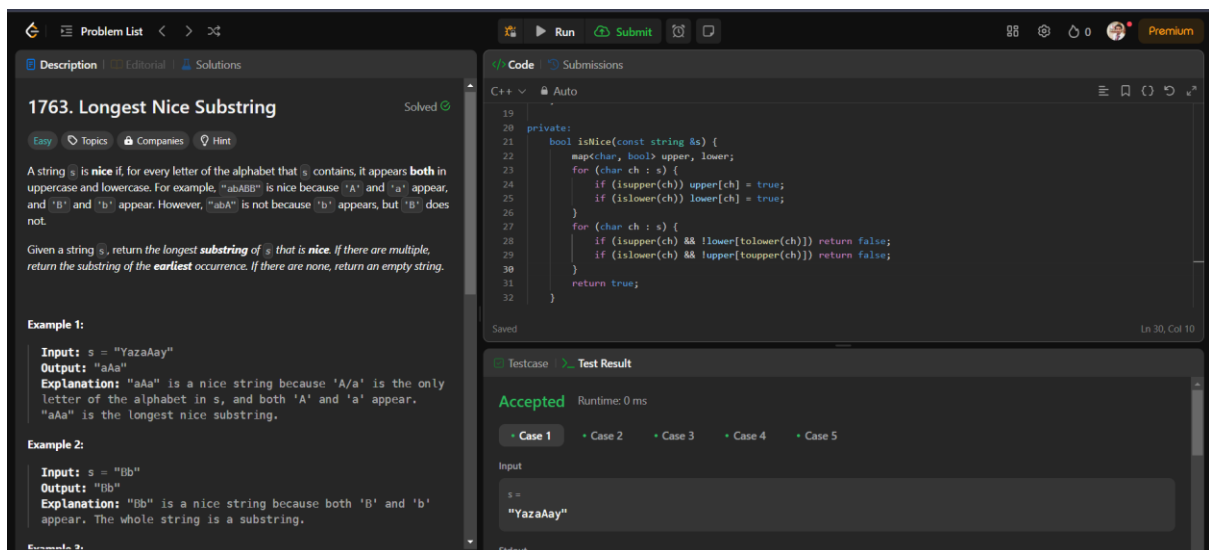 Problem List
Run
Submit
0
Premium
Description | Editorial | Solutions
1763. Longest Nice Substring
Solved
Easy Topics Companies Hint
A string s is nice if, for every letter of the alphabet that s contains, it appears both in
uppercase and lowercase. For example, "abABB" is nice because 'A' and 'a' appear,
and 'B' and 'b' appear. However, "abA" is not because 'b' appears, but 'B' does
not.
Given a string s, return the longest substring of s that is nice. If there are multiple,
return the substring of the earliest occurrence. If there are none, return an empty string.
Example 1:
Input: s = "YazaAay"
Output: "aAa"
Explanation: "aAa" is a nice string because 'A/a' is the only
letter of the alphabet in s, and both 'A' and 'a' appear.
"aAa" is the longest nice substring.
Example 2:
Input: s = "Bb"
Output: "Bb"
Explanation: "Bb" is a nice string because both 'B' and 'b'
appear. The whole string is a substring.
Example 3:
</> Code | Submissions
C++ Auto
19
20 private:
21 bool isNice(const string &s) {
22 map<char, bool> upper, lower;
23 for (char ch : s) {
24 if (isupper(ch)) upper[ch] = true;
25 if (islower(ch)) lower[ch] = true;
26 }
27 for (char ch : s) {
28 if (isupper(ch) && !lower[tolower(ch)]) return false;
29 if (islower(ch) && !upper[toupper(ch)]) return false;
30 }
31 return true;
32 }
Saved
Ln 30, Col 10
Testcase | >_ Test Result
Accepted Runtime: 0 ms
• Case 1 • Case 2 • Case 3 • Case 4 • Case 5
Input
s =
"YazaAay"
Stdout